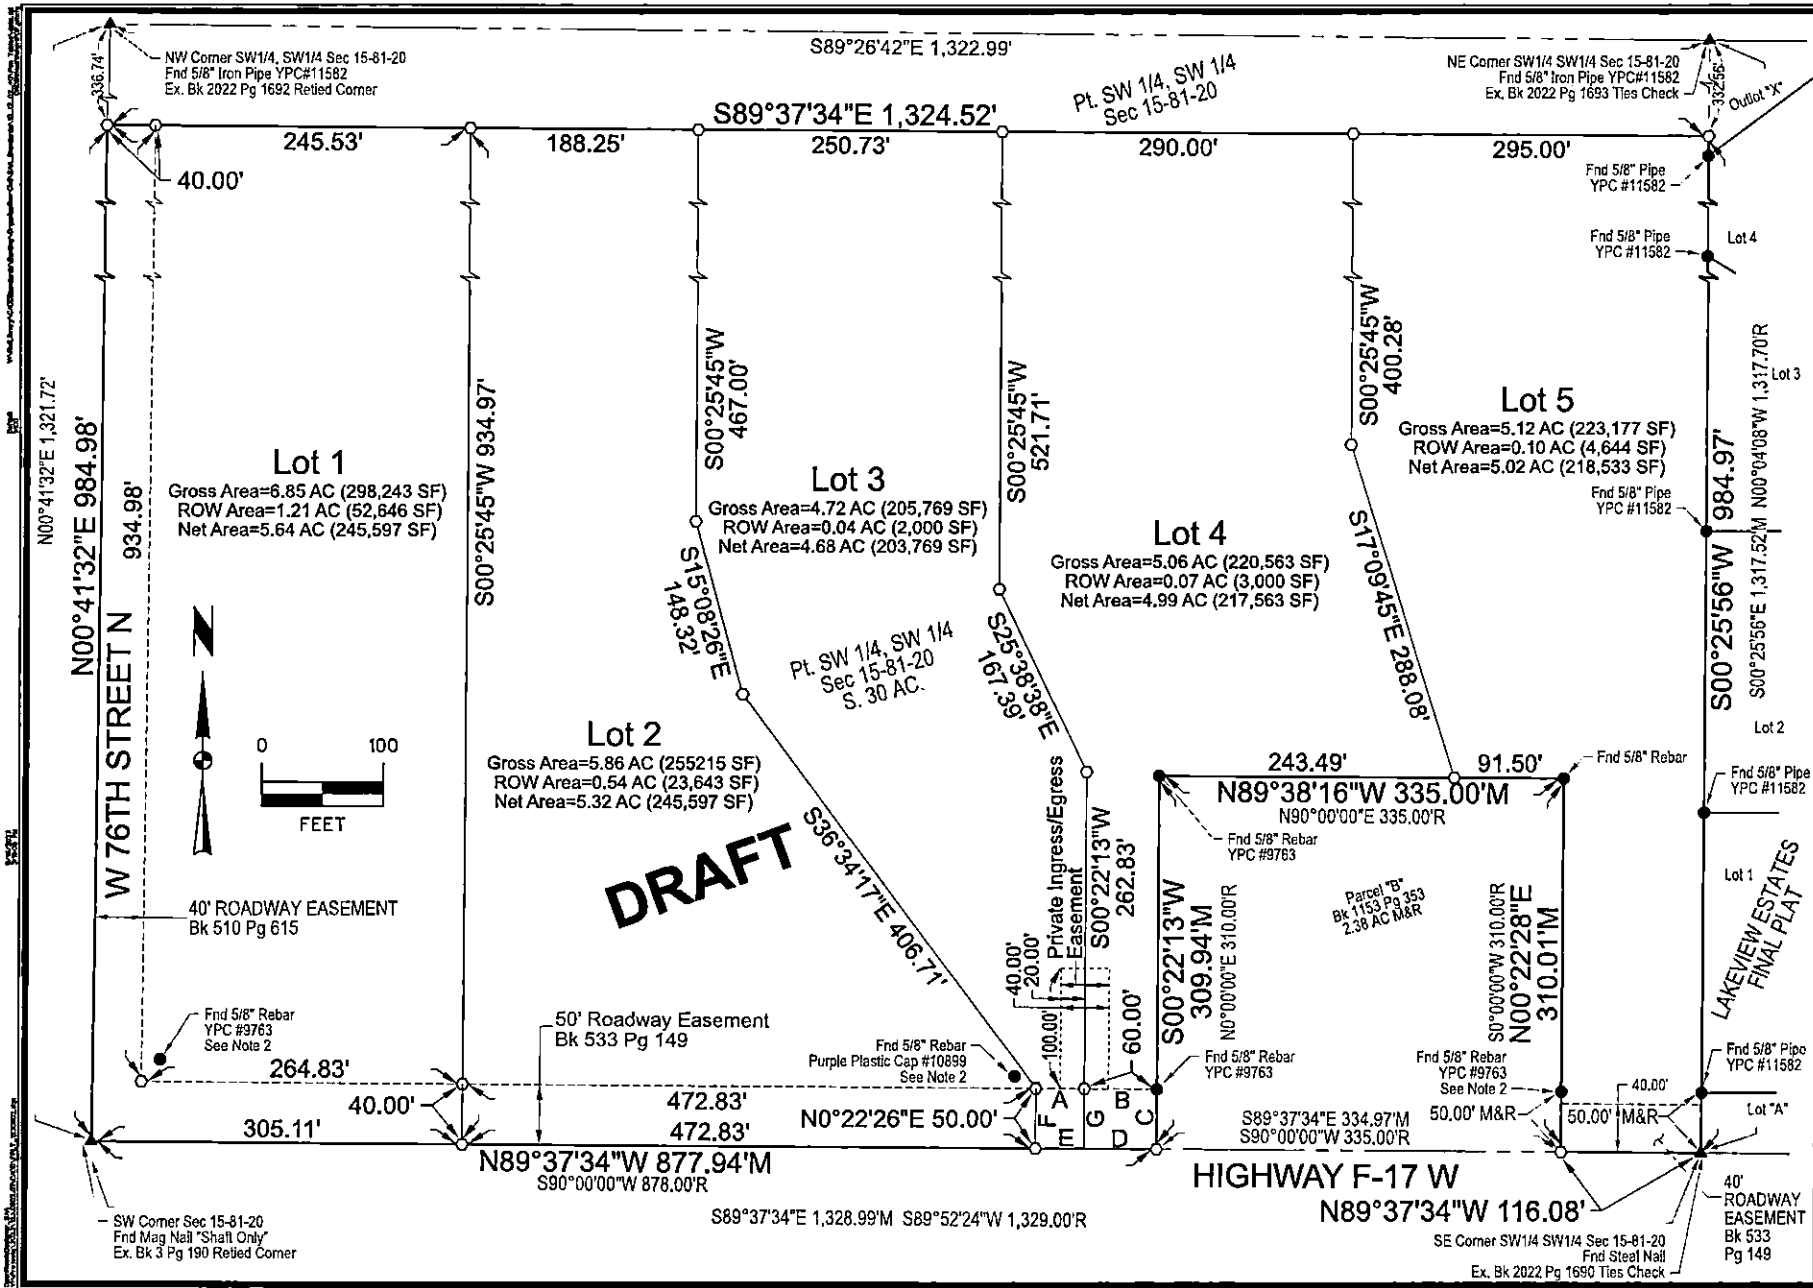 S89°26'42"E 1,322.99'
336.74'
NW Corner SW1/4, SW1/4 Sec 15-81-20
Fnd 5/8" Iron Pipe YPC#11582
Ex. Bk 2022 Pg 1692 Retied Corner
Pt. SW 1/4, SW 1/4
Sec 15-81-20
NE Corner SW1/4 SW1/4 Sec 15-81-20
Fnd 5/8" Iron Pipe YPC#11582
Ex. Bk 2022 Pg 1693 Ties Check
332.56'
Outlot "X"
S89°37'34"E 1,324.52'
245.53'
188.25'
250.73'
290.00'
295.00'
40.00'
Fnd 5/8" Pipe
YPC #11582
Fnd 5/8" Pipe
YPC #11582
Lot 4
Lot 3
N00°41'32"E 1,321.72'
N00°41'32"E 984.98'
934.98'
W 76TH STREET N
Lot 1
Gross Area=6.85 AC (298,243 SF)
ROW Area=1.21 AC (52,646 SF)
Net Area=5.64 AC (245,597 SF)
S00°25'45"W 934.97'
S00°25'45"W
467.00'
Lot 3
Gross Area=4.72 AC (205,769 SF)
ROW Area=0.04 AC (2,000 SF)
Net Area=4.68 AC (203,769 SF)
S00°25'45"W
521.71'
Lot 4
Gross Area=5.06 AC (220,563 SF)
ROW Area=0.07 AC (3,000 SF)
Net Area=4.99 AC (217,563 SF)
S00°25'45"W
400.28'
Lot 5
Gross Area=5.12 AC (223,177 SF)
ROW Area=0.10 AC (4,644 SF)
Net Area=5.02 AC (218,533 SF)
Fnd 5/8" Pipe
YPC #11582
S00°25'56"W 984.97'
S00°25'56"E 1,317.52'M N00°04'08"W 1,317.70'R
S15°08'26"E
148.32'
Pt. SW 1/4, SW 1/4
Sec 15-81-20
S. 30 AC.
S25°38'38"E
167.39'
S17°09'45"E 288.08'
N
0 100
FEET
Lot 2
Gross Area=5.86 AC (255215 SF)
ROW Area=0.54 AC (23,643 SF)
Net Area=5.32 AC (245,597 SF)
DRAFT
S36°34'17"E 406.71'
Private Ingress/Egress
Easement
S00°22'13"W
262.83'
243.49'
91.50'
N89°38'16"W 335.00'M
N90°00'00"E 335.00'R
Fnd 5/8" Rebar
Fnd 5/8" Rebar
YPC #9763
Lot 2
Fnd 5/8" Pipe
YPC #11582
Lot 1
LAKEVIEW ESTATES
FINAL PLAT
Parcel "B"
Bk 1153 Pg 353
2.38 AC M&R
S00°22'13"W
309.94'M
N0°00'00"E 310.00'R
S0°00'00"W 310.00'R
N00°22'28"E
310.01'M
40' ROADWAY EASEMENT
Bk 510 Pg 615
Fnd 5/8" Rebar
YPC #9763
See Note 2
264.83'
50' Roadway Easement
Bk 533 Pg 149
Fnd 5/8" Rebar
Purple Plastic Cap #10899
See Note 2
40.00'
20.00'
100.00'
60.00'
Fnd 5/8" Rebar
YPC #9763
Fnd 5/8" Rebar
YPC #9763
See Note 2
Fnd 5/8" Pipe
YPC #11582
40.00'
472.83'
472.83'
N0°22'26"E 50.00'
A
B
C
D
E
F
G
S89°37'34"E 334.97'M
S90°00'00"W 335.00'R
50.00' M&R
50.00' M&R
40.00'
Lot "A"
305.11'
N89°37'34"W 877.94'M
S90°00'00"W 878.00'R
HIGHWAY F-17 W
N89°37'34"W 116.08'
40'
ROADWAY
EASEMENT
Bk 533
Pg 149
SW Corner Sec 15-81-20
Fnd Mag Nail "Shaft Only"
Ex. Bk 3 Pg 190 Retied Corner
S89°37'34"E 1,328.99'M S89°52'24"W 1,329.00'R
SE Corner SW1/4 SW1/4 Sec 15-81-20
Fnd Steal Nail
Ex. Bk 2022 Pg 1690 Ties Check